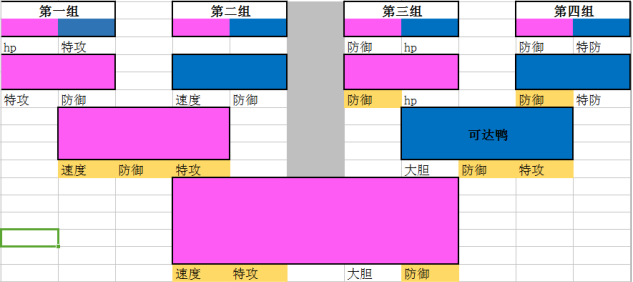 第一组 第二组 第三组 第四组
hp 特攻 防御 hp 防御 特防
特攻 防御 速度 防御 防御 hp 防御 特防
可达鸭
速度 防御 特攻 大胆 防御 特攻
速度 特攻 大胆 防御